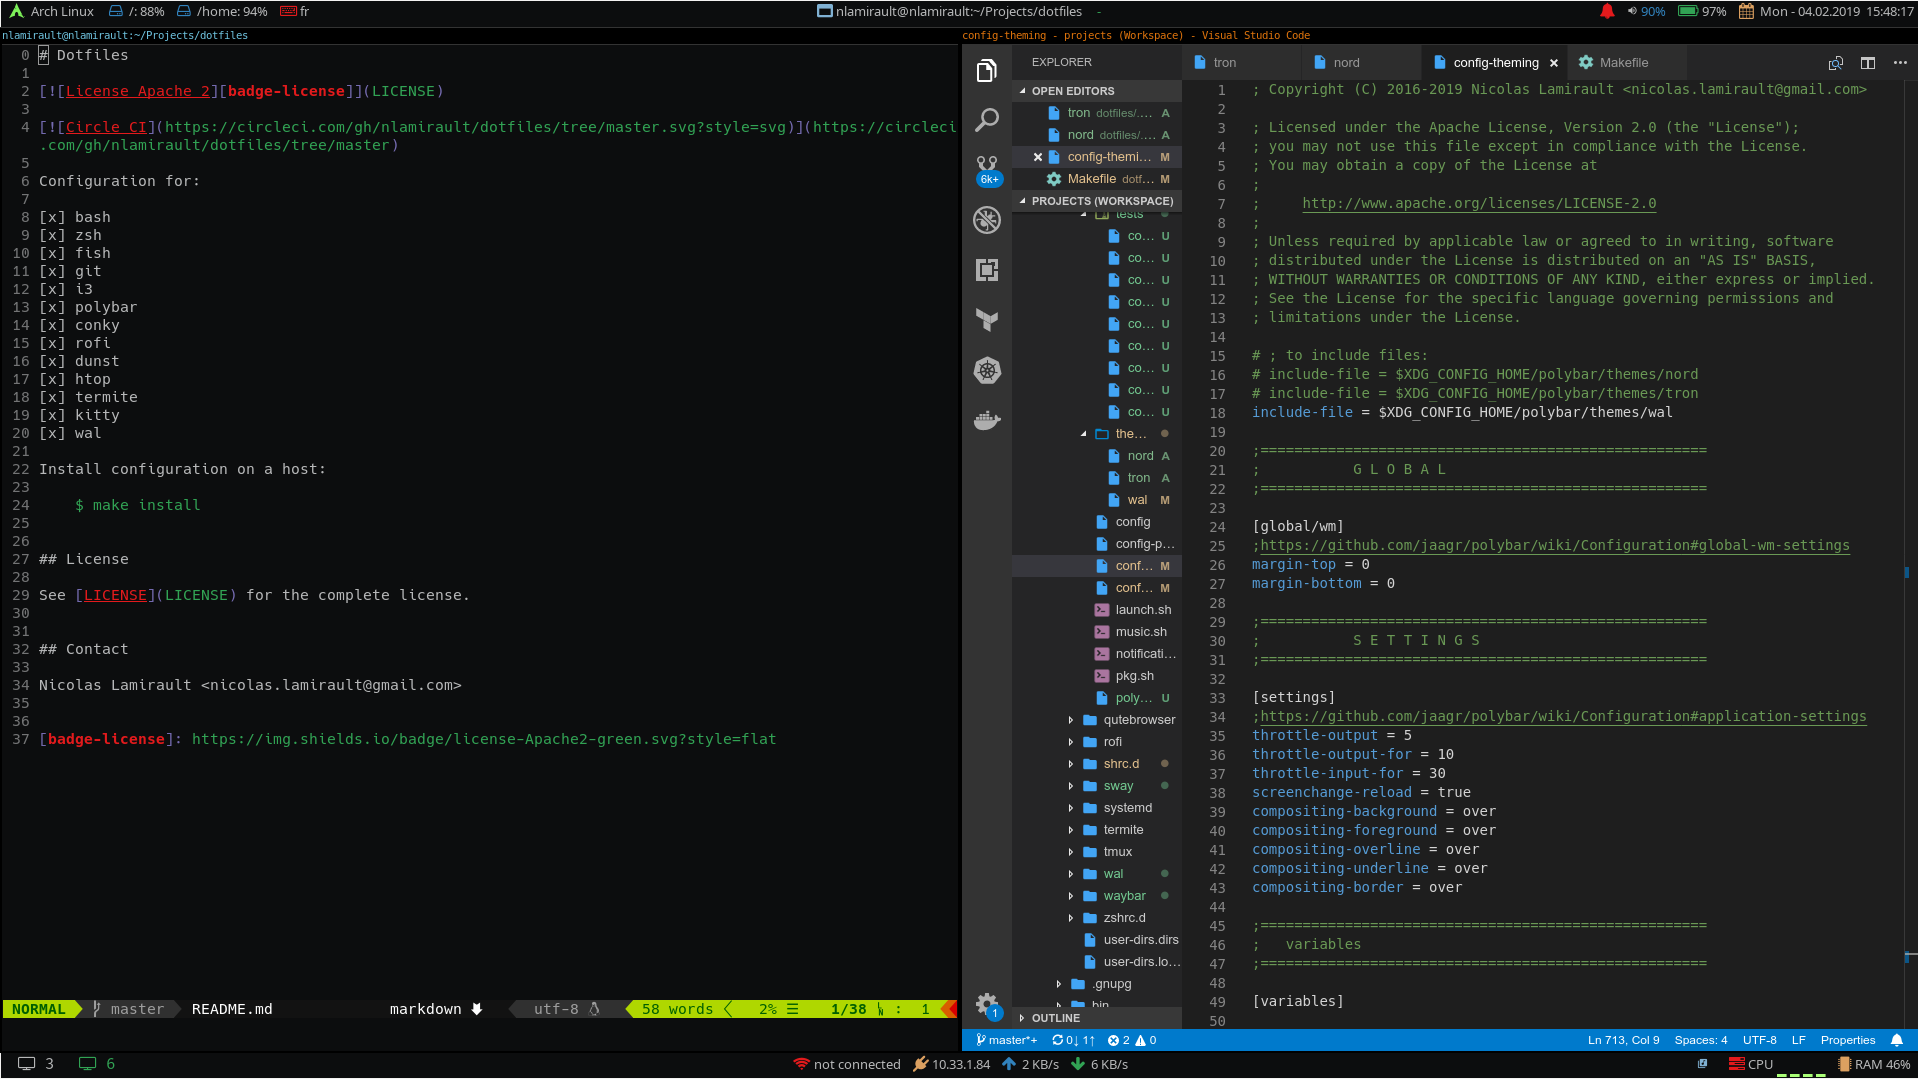 Arch Linux /: 88% /home: 94% fr
nlamirault@nlamirault:~/Projects/dotfiles -
90% 97% Mon - 04.02.2019 15:48:17
nlamirault@nlamirault:~/Projects/dotfiles
0 # Dotfiles
1
2 [![License Apache 2][badge-license]](LICENSE)
3
4 [![Circle CI](https://circleci.com/gh/nlamirault/dotfiles/tree/master.svg?style=svg)](https://circleci
.com/gh/nlamirault/dotfiles/tree/master)
5
6 Configuration for:
7
8 [x] bash
9 [x] zsh
10 [x] fish
11 [x] git
12 [x] i3
13 [x] polybar
14 [x] conky
15 [x] rofi
16 [x] dunst
17 [x] htop
18 [x] termite
19 [x] kitty
20 [x] wal
21
22 Install configuration on a host:
23
24 $ make install
25
26
27 ## License
28
29 See [LICENSE](LICENSE) for the complete license.
30
31
32 ## Contact
33
34 Nicolas Lamirault <nicolas.lamirault@gmail.com>
35
36
37 [badge-license]: https://img.shields.io/badge/license-Apache2-green.svg?style=flat
NORMAL master README.md markdown utf-8 58 words 2% 1/38 : 1
config-theming - projects (Workspace) - Visual Studio Code
EXPLORER
OPEN EDITORS
tron dotfiles/.... A
nord dotfiles/.... A
config-themi... M
Makefile dotf... M
PROJECTS (WORKSPACE)
tests
co... U
co... U
co... U
co... U
co... U
co... U
co... U
co... U
co... U
the...
nord A
tron A
wal M
config
config-p...
conf... M
conf... M
launch.sh
music.sh
notificati...
pkg.sh
poly... U
qutebrowser
rofi
shrc.d
sway
systemd
termite
tmux
wal
waybar
zshrc.d
user-dirs.dirs
user-dirs.lo...
.gnupg
bin
OUTLINE
6k+
1
tron nord config-theming Makefile
1 ; Copyright (C) 2016-2019 Nicolas Lamirault <nicolas.lamirault@gmail.com>
2
3 ; Licensed under the Apache License, Version 2.0 (the "License");
4 ; you may not use this file except in compliance with the License.
5 ; You may obtain a copy of the License at
6 ;
7 ; http://www.apache.org/licenses/LICENSE-2.0
8 ;
9 ; Unless required by applicable law or agreed to in writing, software
10 ; distributed under the License is distributed on an "AS IS" BASIS,
11 ; WITHOUT WARRANTIES OR CONDITIONS OF ANY KIND, either express or implied.
12 ; See the License for the specific language governing permissions and
13 ; limitations under the License.
14
15 # ; to include files:
16 # include-file = $XDG_CONFIG_HOME/polybar/themes/nord
17 # include-file = $XDG_CONFIG_HOME/polybar/themes/tron
18 include-file = $XDG_CONFIG_HOME/polybar/themes/wal
19
20 ;=====================================================
21 ; G L O B A L
22 ;=====================================================
23
24 [global/wm]
25 ;https://github.com/jaagr/polybar/wiki/Configuration#global-wm-settings
26 margin-top = 0
27 margin-bottom = 0
28
29 ;=====================================================
30 ; S E T T I N G S
31 ;=====================================================
32
33 [settings]
34 ;https://github.com/jaagr/polybar/wiki/Configuration#application-settings
35 throttle-output = 5
36 throttle-output-for = 10
37 throttle-input-for = 30
38 screenchange-reload = true
39 compositing-background = over
40 compositing-foreground = over
41 compositing-overline = over
42 compositing-underline = over
43 compositing-border = over
44
45 ;=====================================================
46 ; variables
47 ;=====================================================
48
49 [variables]
50
master*+ 0↓ 1↑ 2 0
Ln 713, Col 9 Spaces: 4 UTF-8 LF Properties
3 6
not connected 10.33.1.84 2 KB/s 6 KB/s
CPU RAM 46%